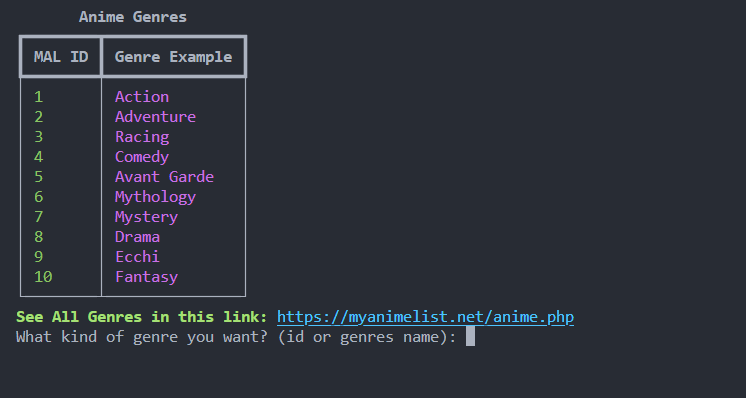 Anime Genres
MAL ID Genre Example
1 Action
2 Adventure
3 Racing
4 Comedy
5 Avant Garde
6 Mythology
7 Mystery
8 Drama
9 Ecchi
10 Fantasy
See All Genres in this link: https://myanimelist.net/anime.php
What kind of genre you want? (id or genres name):